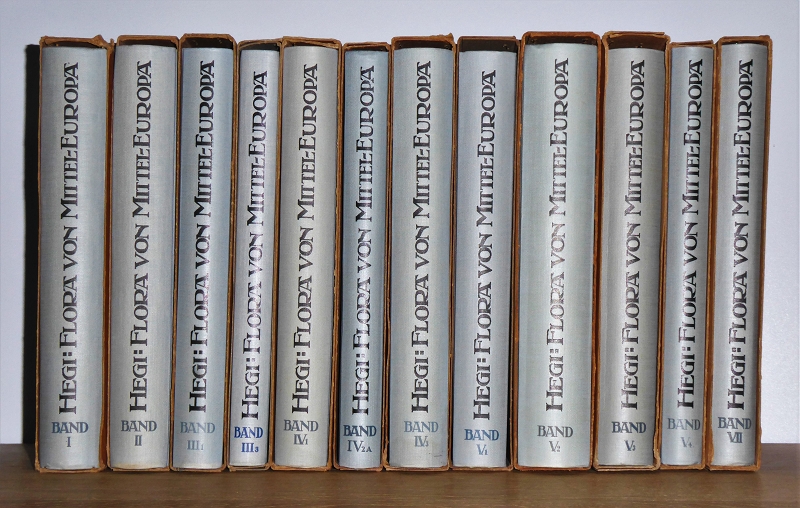 HEGI: FLORA VON MITTEL-EUROPA
BAND
I
HEGI: FLORA VON MITTEL-EUROPA
BAND
II
HEGI: FLORA VON MITTEL-EUROPA
BAND
III1
HEGI: FLORA VON MITTEL-EUROPA
BAND
III3
HEGI: FLORA VON MITTEL-EUROPA
BAND
IV1
HEGI: FLORA VON MITTEL-EUROPA
BAND
IV2A
HEGI: FLORA VON MITTEL-EUROPA
BAND
IV3
HEGI: FLORA VON MITTEL-EUROPA
BAND
V1
HEGI: FLORA VON MITTEL-EUROPA
BAND
V2
HEGI: FLORA VON MITTEL-EUROPA
BAND
V3
HEGI: FLORA VON MITTEL-EUROPA
BAND
V4
HEGI: FLORA VON MITTEL-EUROPA
BAND
VII